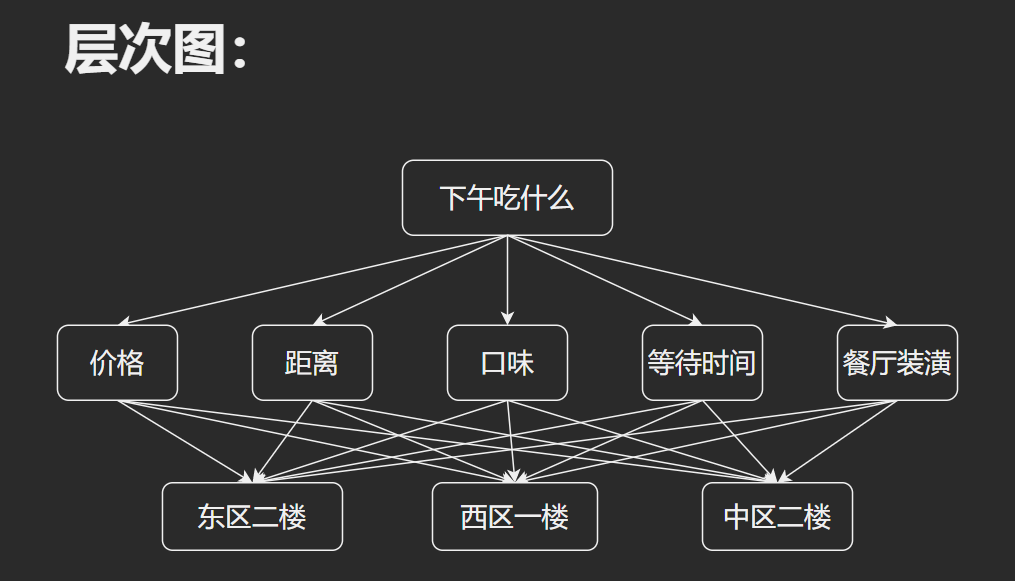 层次图：
下午吃什么
价格
距离
口味
等待时间
餐厅装潢
东区二楼
西区一楼
中区二楼